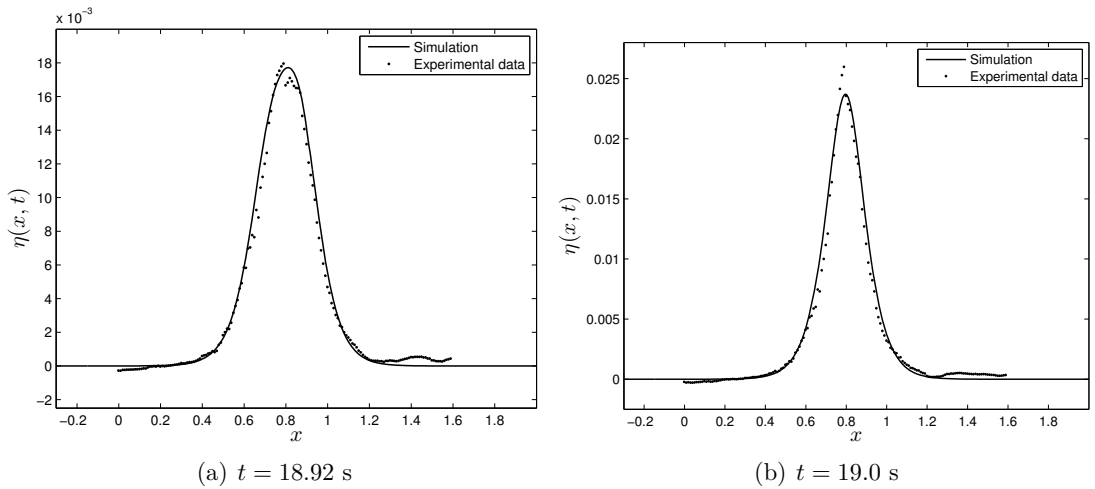 x 10⁻³
Simulation
Experimental data
18
16
14
12
10
8
6
4
2
0
−2
η(x, t)
−0.2 0 0.2 0.4 0.6 0.8 1 1.2 1.4 1.6 1.8
x
(a) t = 18.92 s
Simulation
Experimental data
0.025
0.02
0.015
0.01
0.005
0
η(x, t)
−0.2 0 0.2 0.4 0.6 0.8 1 1.2 1.4 1.6 1.8
x
(b) t = 19.0 s